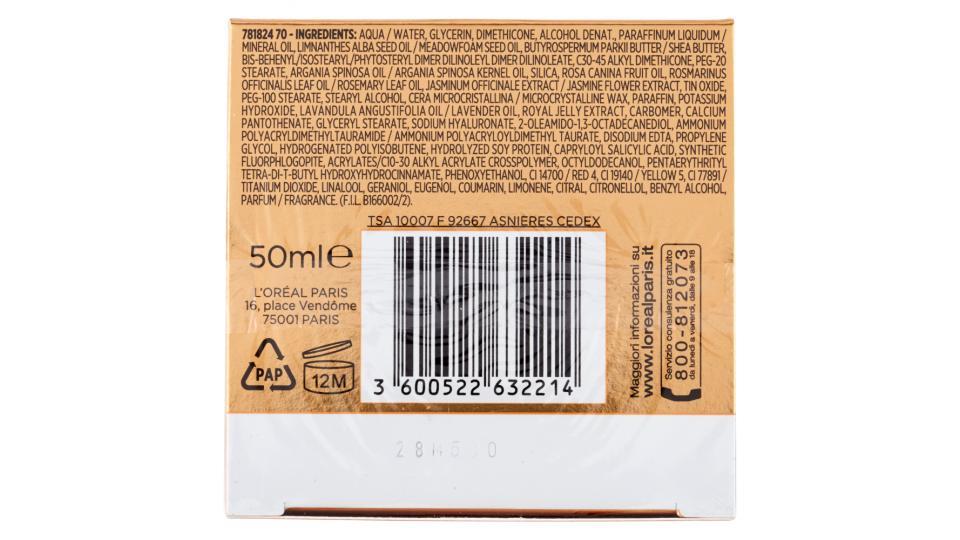 781824 70 - INGREDIENTS: AQUA / WATER, GLYCERIN, DIMETHICONE, ALCOHOL DENAT., PARAFFINUM LIQUIDUM /
MINERAL OIL, LIMNANTHES ALBA SEED OIL / MEADOWFOAM SEED OIL, BUTYROSPERMUM PARKII BUTTER / SHEA BUTTER,
BIS-BEHENYL/ISOSTEARYL/PHYTOSTERYL DIMER DILINOLEYL DIMER DILINOLEATE, C30-45 ALKYL DIMETHICONE, PEG-20
STEARATE, ARGANIA SPINOSA OIL / ARGANIA SPINOSA KERNEL OIL, SILICA, ROSA CANINA FRUIT OIL, ROSMARINUS
OFFICINALIS LEAF OIL / ROSEMARY LEAF OIL, JASMINUM OFFICINALE EXTRACT / JASMINE FLOWER EXTRACT, TIN OXIDE,
PEG-100 STEARATE, STEARYL ALCOHOL, CERA MICROCRISTALLINA / MICROCRYSTALLINE WAX, PARAFFIN, POTASSIUM
HYDROXIDE, LAVANDULA ANGUSTIFOLIA OIL / LAVENDER OIL, ROYAL JELLY EXTRACT, CARBOMER, CALCIUM
PANTOTHENATE, GLYCERYL STEARATE, SODIUM HYALURONATE, 2-OLEAMIDO-1,3-OCTADECANEDIOL, AMMONIUM
POLYACRYLDIMETHYLTAURAMIDE / AMMONIUM POLYACRYLOYLDIMETHYL TAURATE, DISODIUM EDTA, PROPYLENE
GLYCOL, HYDROGENATED POLYISOBUTENE, HYDROLYZED SOY PROTEIN, CAPRYLOYL SALICYLIC ACID, SYNTHETIC
FLUORPHLOGOPITE, ACRYLATES/C10-30 ALKYL ACRYLATE CROSSPOLYMER, OCTYLDODECANOL, PENTAERYTHRITYL
TETRA-DI-T-BUTYL HYDROXYHYDROCINNAMATE, PHENOXYETHANOL, CI 14700 / RED 4, CI 19140 / YELLOW 5, CI 77891 /
TITANIUM DIOXIDE, LINALOOL, GERANIOL, EUGENOL, COUMARIN, LIMONENE, CITRAL, CITRONELLOL, BENZYL ALCOHOL,
PARFUM / FRAGRANCE. (F.I.L. B166002/2).
TSA 10007 F 92667 ASNIÈRES CEDEX
50ml e
L'ORÉAL PARIS
16, place Vendôme
75001 PARIS
PAP
12M
3 600522 632214
Maggiori informazioni su
www.lorealparis.it
Servizio consulenza gratuito
800-812073
da lunedì a venerdì, dalle 9 alle 18